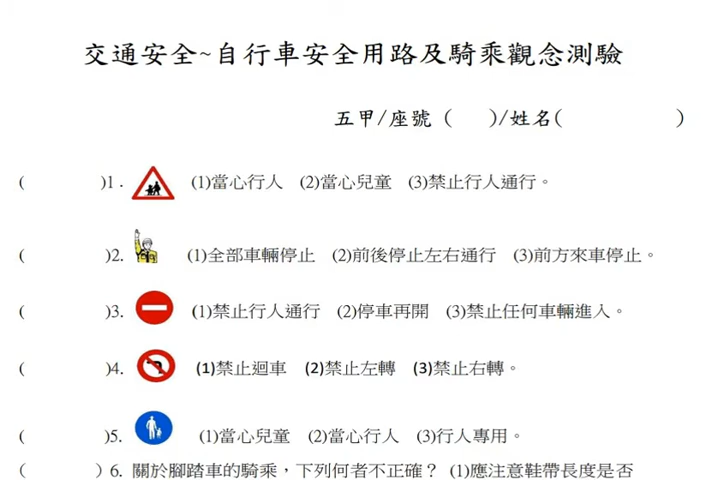 交通安全~自行車安全用路及騎乘觀念測驗
五甲/座號 (　　)/姓名(　　　　　　)
(　　　　)1. (1)當心行人 (2)當心兒童 (3)禁止行人通行。
(　　　　)2. (1)全部車輛停止 (2)前後停止左右通行 (3)前方來車停止。
(　　　　)3. (1)禁止行人通行 (2)停車再開 (3)禁止任何車輛進入。
(　　　　)4. (1)禁止迴車 (2)禁止左轉 (3)禁止右轉。
(　　　　)5. (1)當心兒童 (2)當心行人 (3)行人專用。
(　　　　) 6. 關於腳踏車的騎乘，下列何者不正確？ (1)應注意鞋帶長度是否